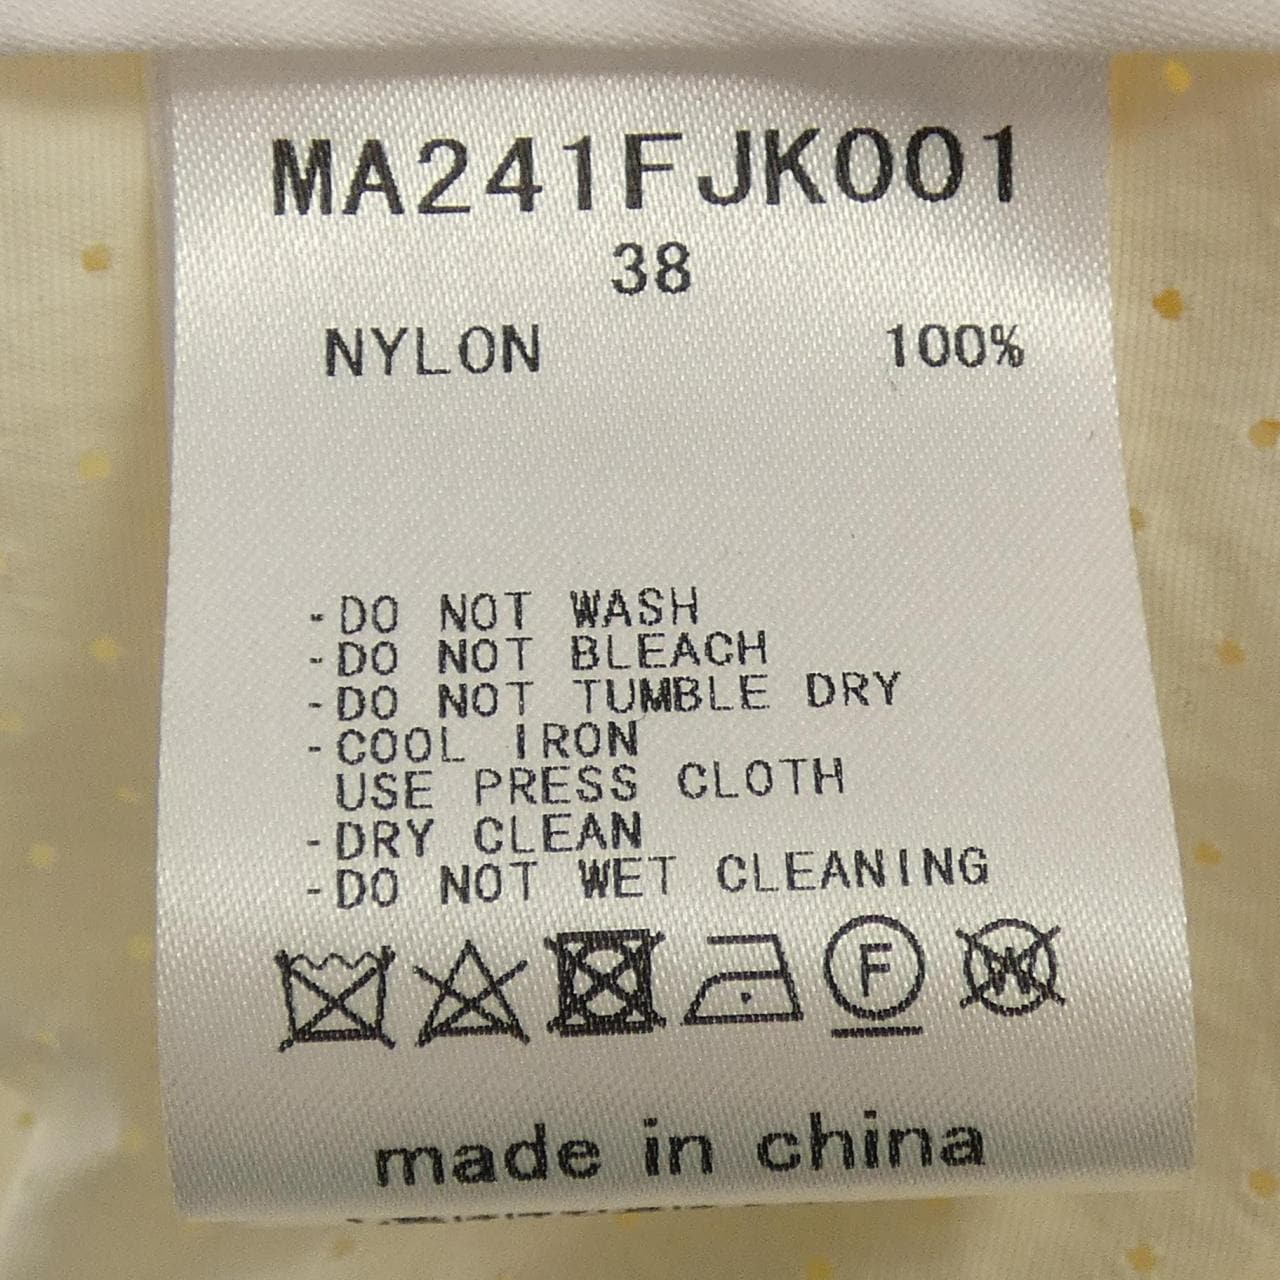 MA241FJK001
38
NYLON 100%
-DO NOT WASH
-DO NOT BLEACH
-DO NOT TUMBLE DRY
-COOL IRON
USE PRESS CLOTH
-DRY CLEAN
-DO NOT WET CLEANING
F W
made in china